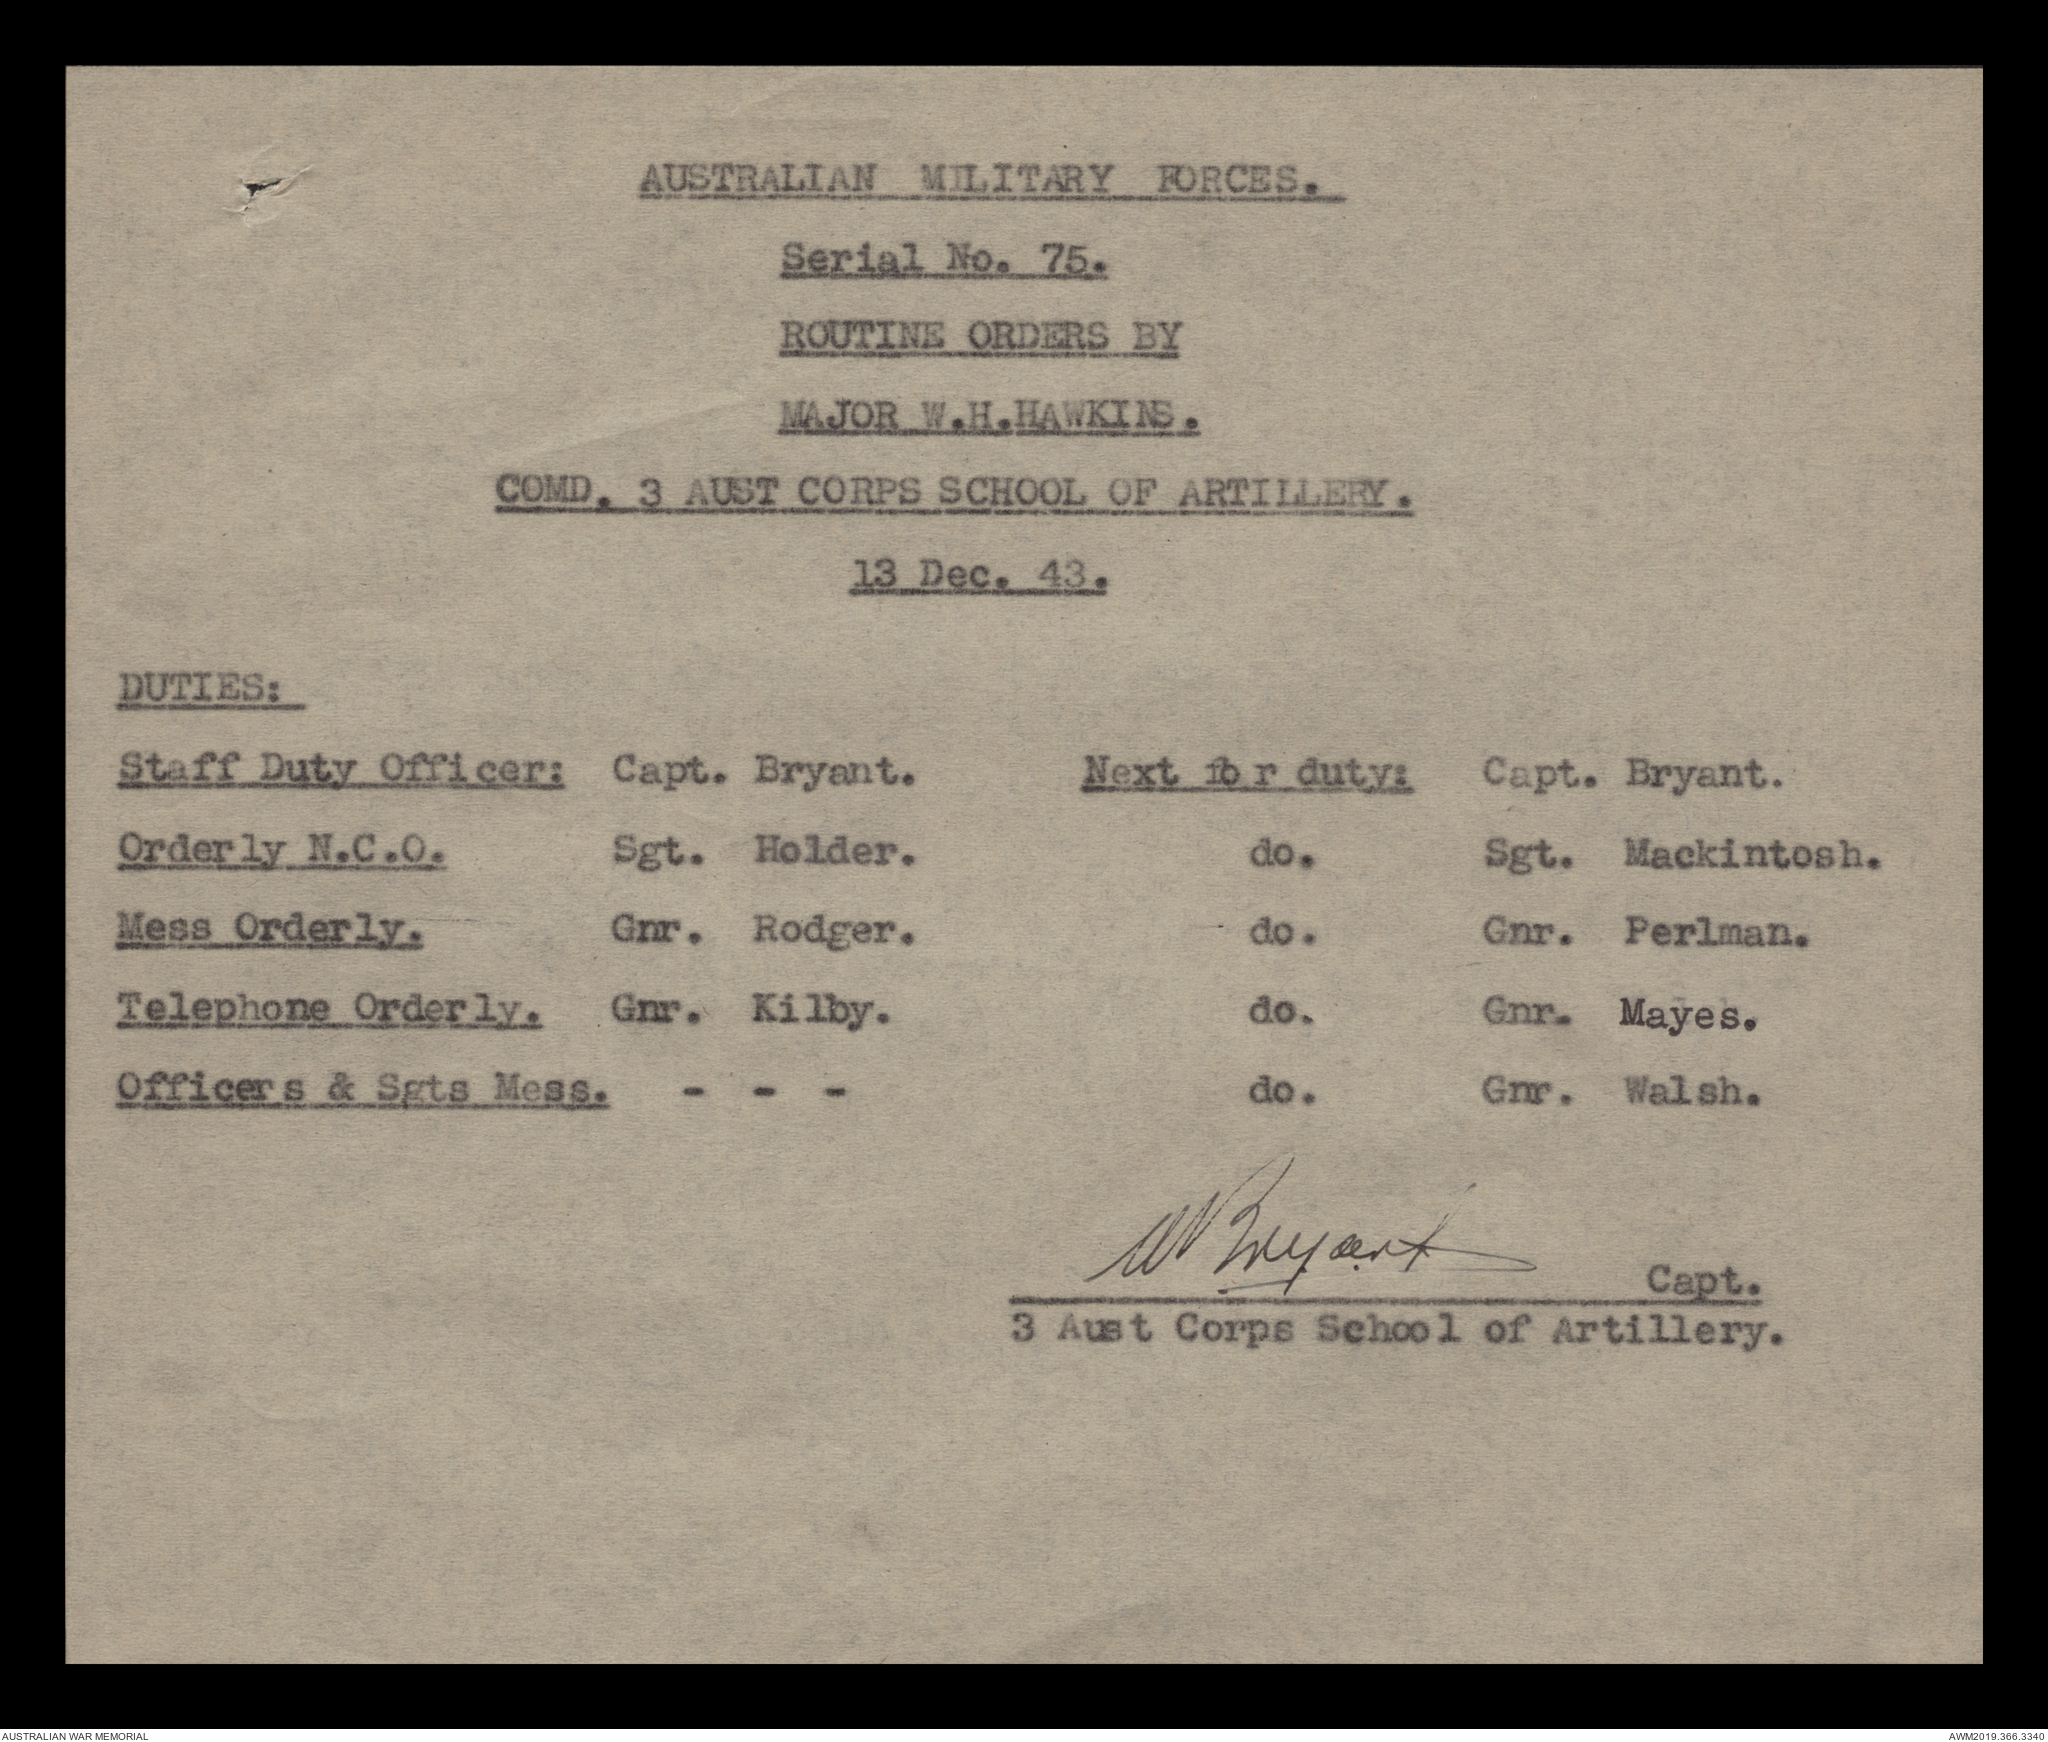 AUSTRALIAN MILITARY FORCES.
Serial No. 75.
ROUTINE ORDERS BY
MAJOR W.H.HAWKINS.
COMD. 3 AUST CORPS SCHOOL OF ARTILLERY.
13 Dec. 43.
DUTIES:
Staff Duty Officer: Capt. Bryant. Next for duty: Capt. Bryant.
Orderly N.C.O. Sgt. Holder. do. Sgt. Mackintosh.
Mess Orderly. Gnr. Rodger. do. Gnr. Perlman.
Telephone Orderly. Gnr. Kilby. do. Gnr. Mayes.
Officers & Sgts Mess. - - - do. Gnr. Walsh.
W Bryant Capt.
3 Aust Corps School of Artillery.
AUSTRALIAN WAR MEMORIAL AWM2019.366.3340